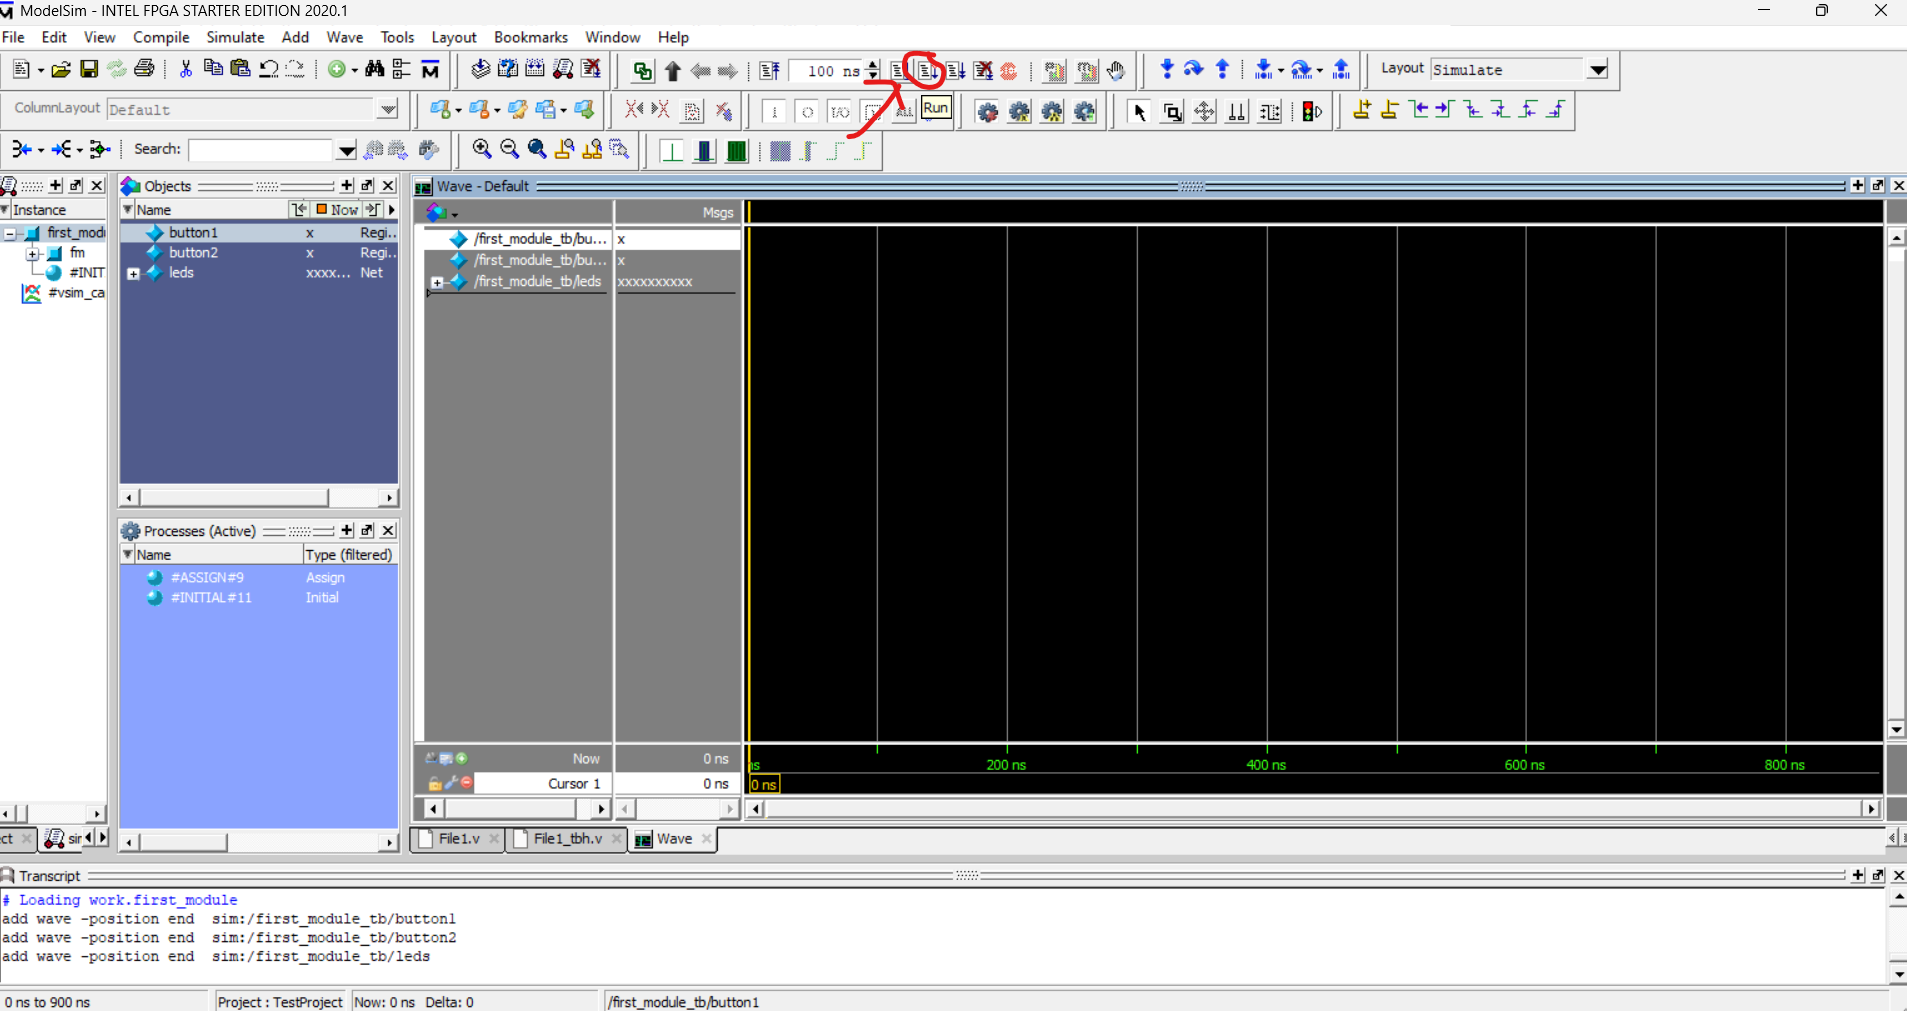 ModelSim - INTEL FPGA STARTER EDITION 2020.1
File Edit View Compile Simulate Add Wave Tools Layout Bookmarks Window Help
100 ns
Layout Simulate
ColumnLayout Default
Run
Search:
Objects
Wave - Default
Instance
Name
Now
Msgs
first_mod
button1 x Regi..
/first_module_tb/bu... x
fm
button2 x Regi..
/first_module_tb/bu... x
#INIT
leds xxxx... Net
/first_module_tb/leds xxxxxxxxxx
#vsim_ca
Processes (Active)
Name Type (filtered)
#ASSIGN#9 Assign
#INITIAL#11 Initial
Now 0 ns
ns 200 ns 400 ns 600 ns 800 ns
Cursor 1 0 ns
0 ns
ct sim
File1.v File1_tbh.v Wave
Transcript
# Loading work.first_module
add wave -position end sim:/first_module_tb/button1
add wave -position end sim:/first_module_tb/button2
add wave -position end sim:/first_module_tb/leds
0 ns to 900 ns Project : TestProject Now: 0 ns Delta: 0 /first_module_tb/button1